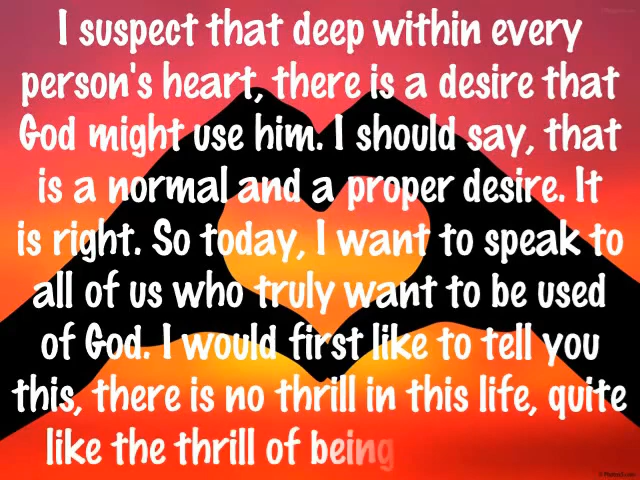 I suspect that deep within every
person's heart, there is a desire that
God might use him. I should say, that
is a normal and a proper desire. It
is right. So today, I want to speak to
all of us who truly want to be used
of God. I would first like to tell you
this, there is no thrill in this life, quite
like the thrill of being